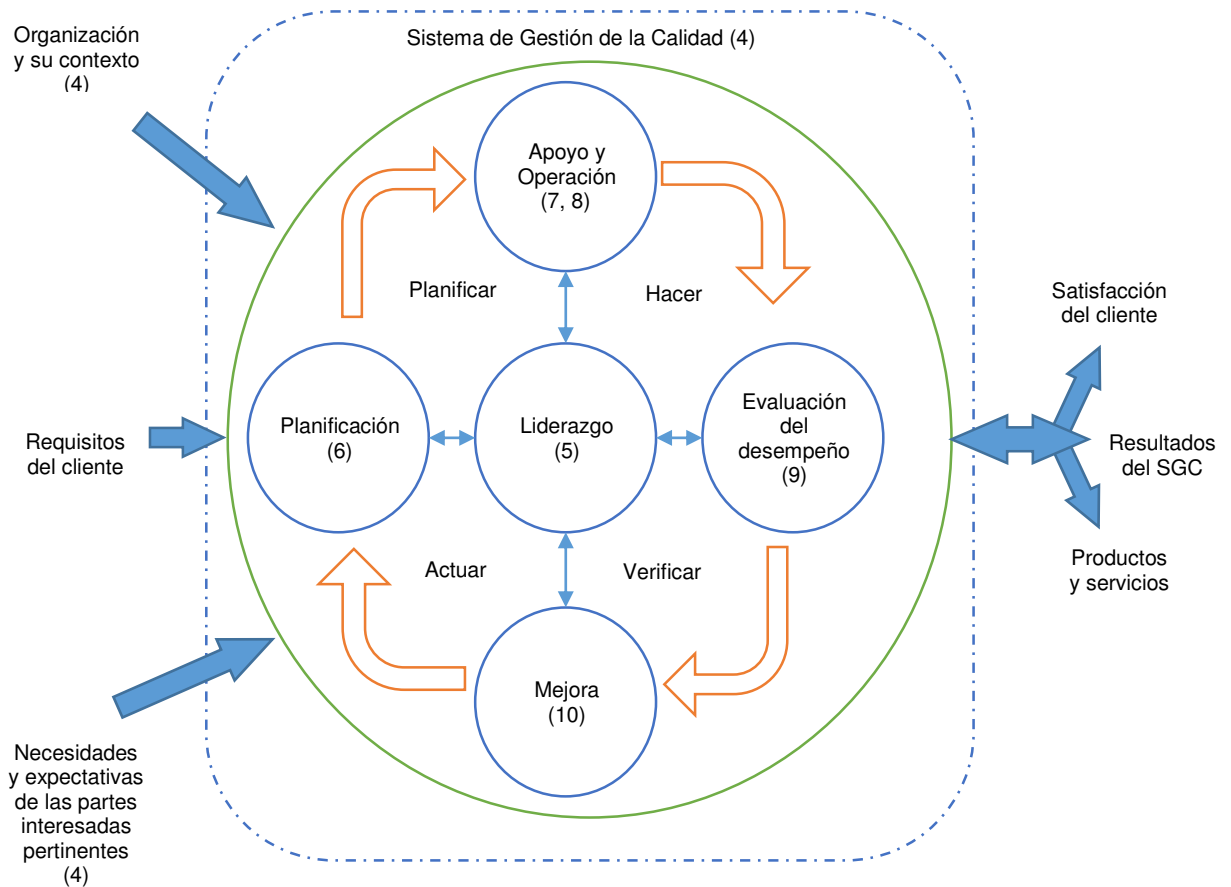 Organización
y su contexto
(4)
Sistema de Gestión de la Calidad (4)
Apoyo y
Operación
(7, 8)
Planificar
Hacer
Satisfacción
del cliente
Requisitos
del cliente
Planificación
(6)
Liderazgo
(5)
Evaluación
del
desempeño
(9)
Resultados
del SGC
Actuar
Verificar
Productos
y servicios
Mejora
(10)
Necesidades
y expectativas
de las partes
interesadas
pertinentes
(4)